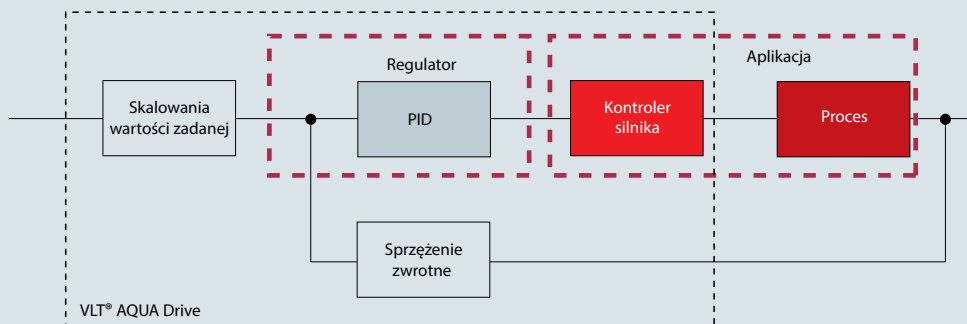 Regulator
Aplikacja
Skalowania
wartości zadanej
PID
Kontroler
silnika
Proces
Sprzężenie
zwrotne
VLT® AQUA Drive